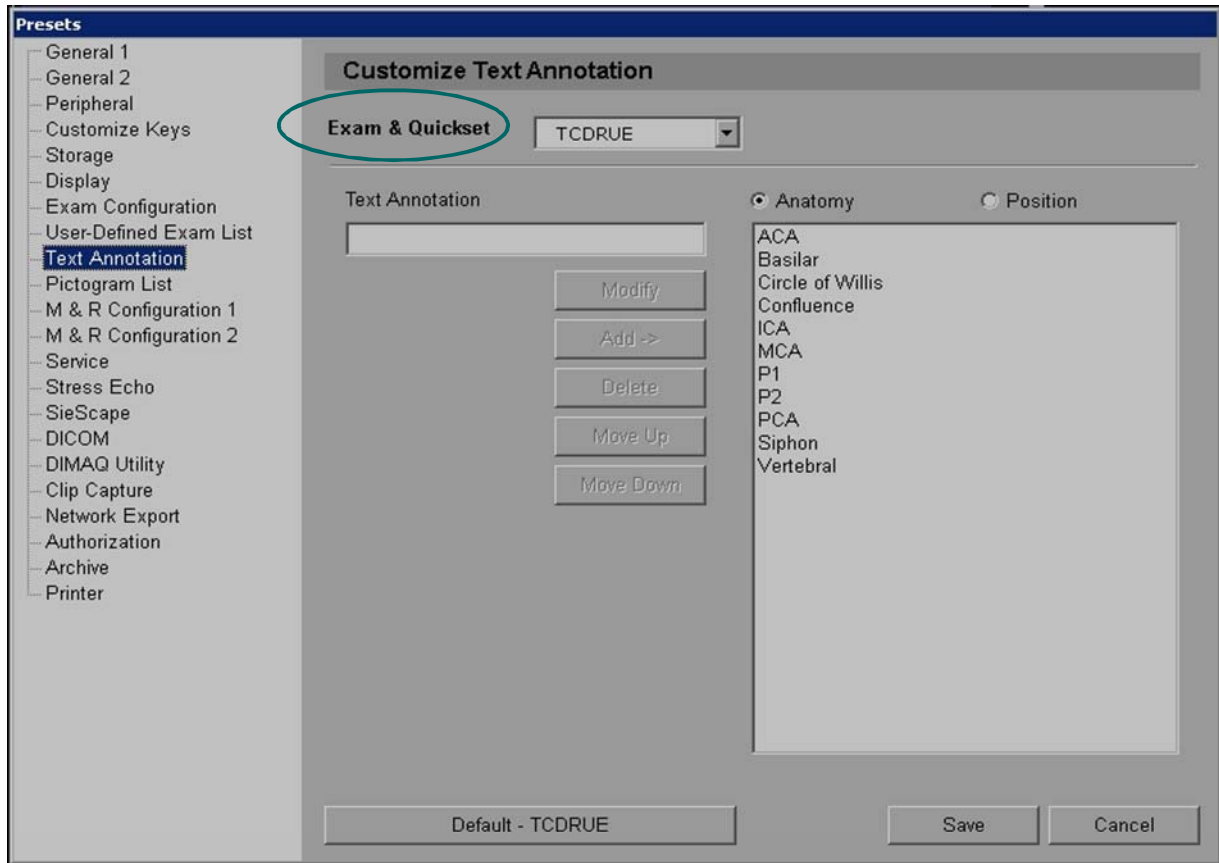 Presets
General 1
General 2
Peripheral
Customize Keys
Storage
Display
Exam Configuration
User-Defined Exam List
Text Annotation
Pictogram List
M & R Configuration 1
M & R Configuration 2
Service
Stress Echo
SieScape
DICOM
DIMAQ Utility
Clip Capture
Network Export
Authorization
Archive
Printer
Customize Text Annotation
Exam & Quickset
TCDRUE
Text Annotation
Modify
Add ->
Delete
Move Up
Move Down
Anatomy
Position
ACA
Basilar
Circle of Willis
Confluence
ICA
MCA
P1
P2
PCA
Siphon
Vertebral
Default - TCDRUE
Save
Cancel